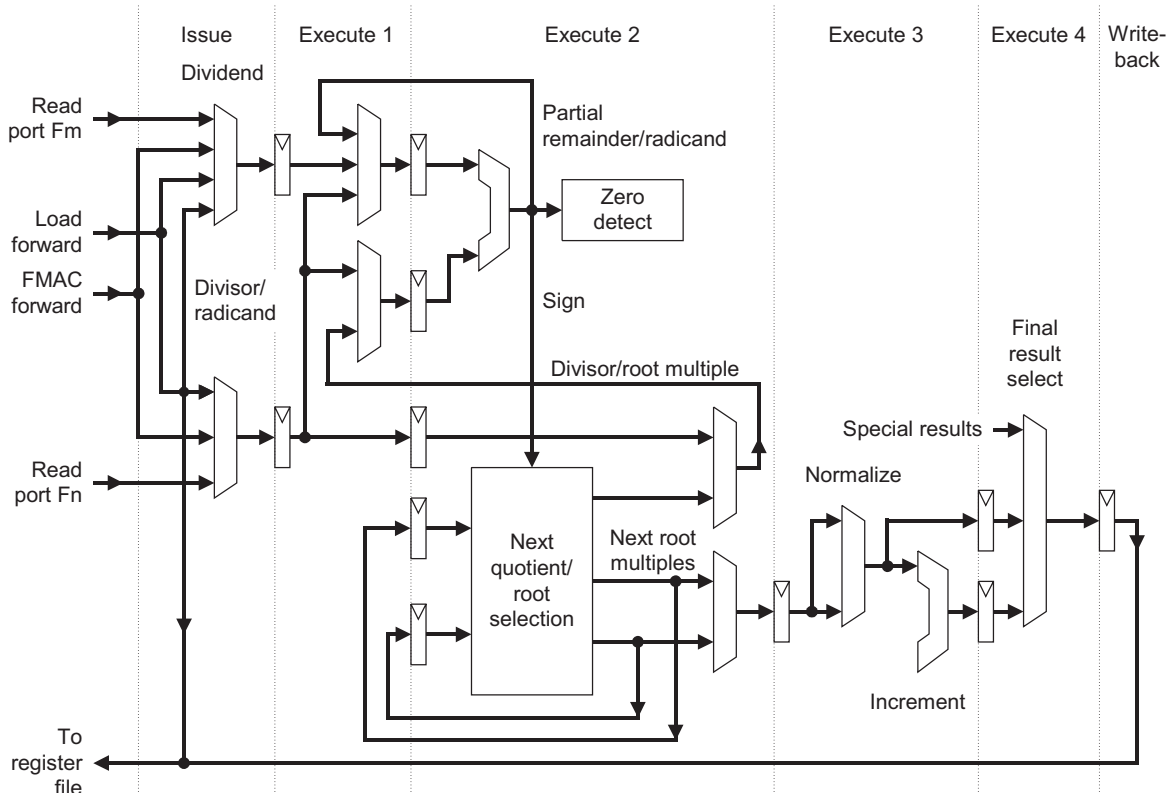 Issue
Execute 1
Execute 2
Execute 3
Execute 4
Write-
back
Dividend
Read
port Fm
Load
forward
FMAC
forward
Divisor/
radicand
Read
port Fn
Partial
remainder/radicand
Zero
detect
Sign
Divisor/root multiple
Final
result
select
Special results
Normalize
Next
quotient/
root
selection
Next root
multiples
Increment
To
register
file